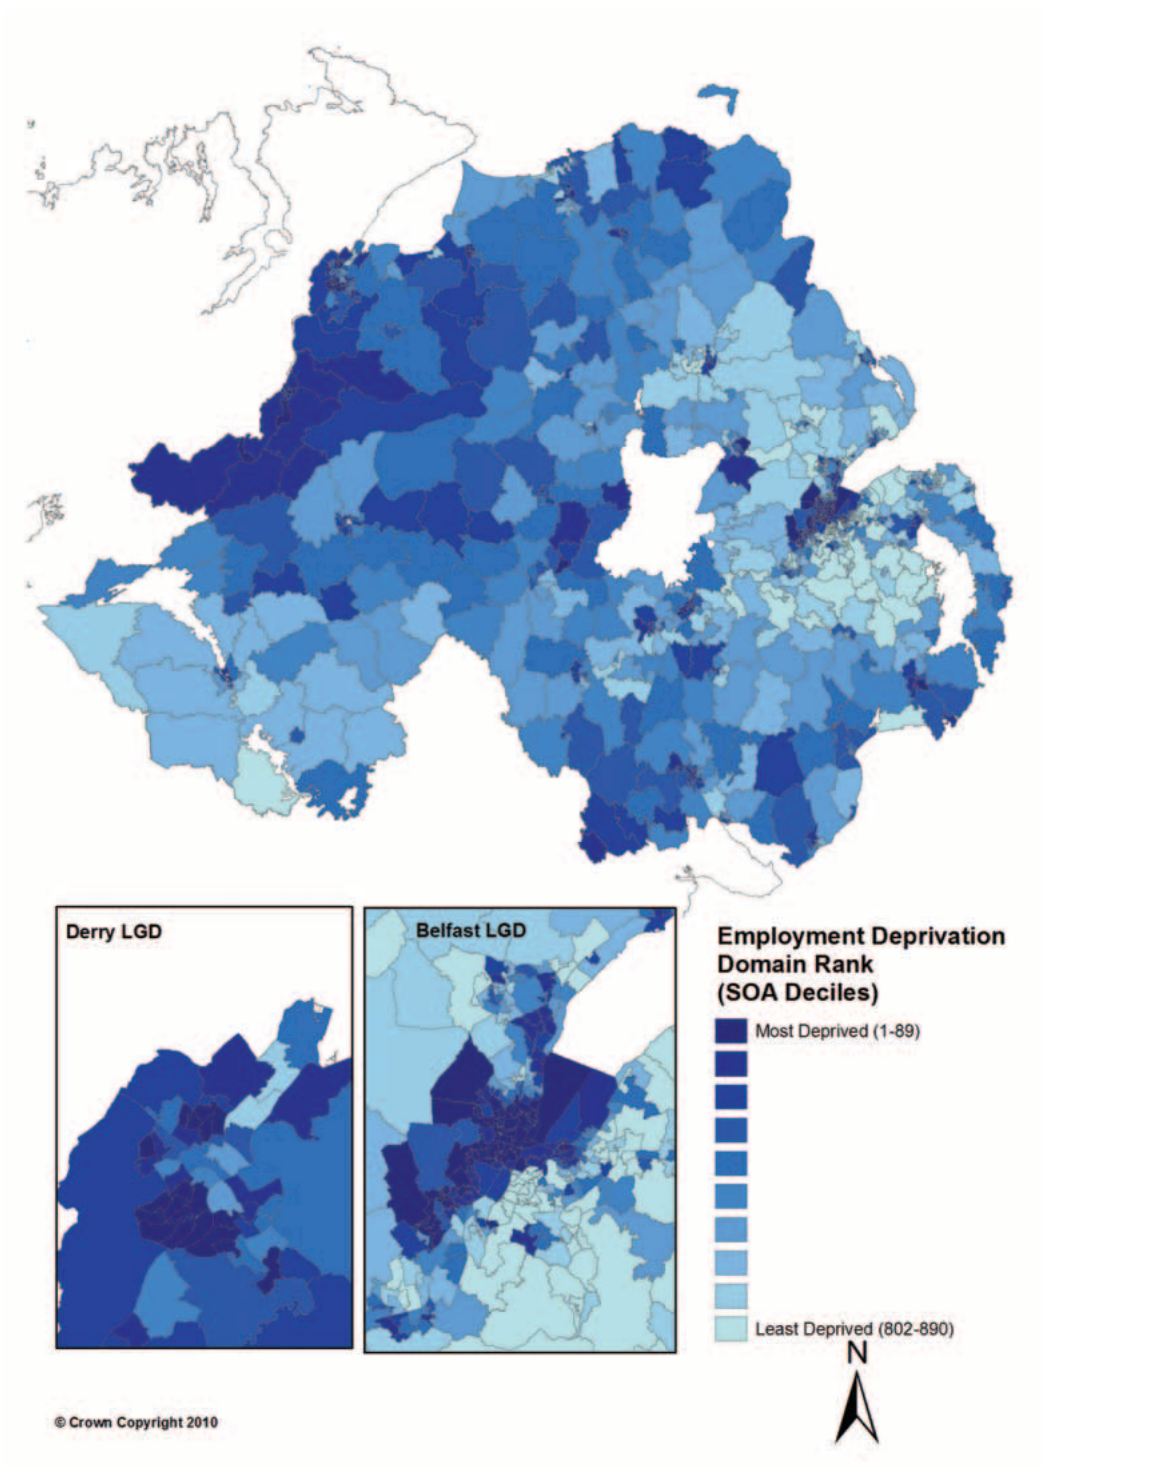 Derry LGD
Belfast LGD
Employment Deprivation
Domain Rank
(SOA Deciles)
Most Deprived (1-89)
Least Deprived (802-890)
N
© Crown Copyright 2010